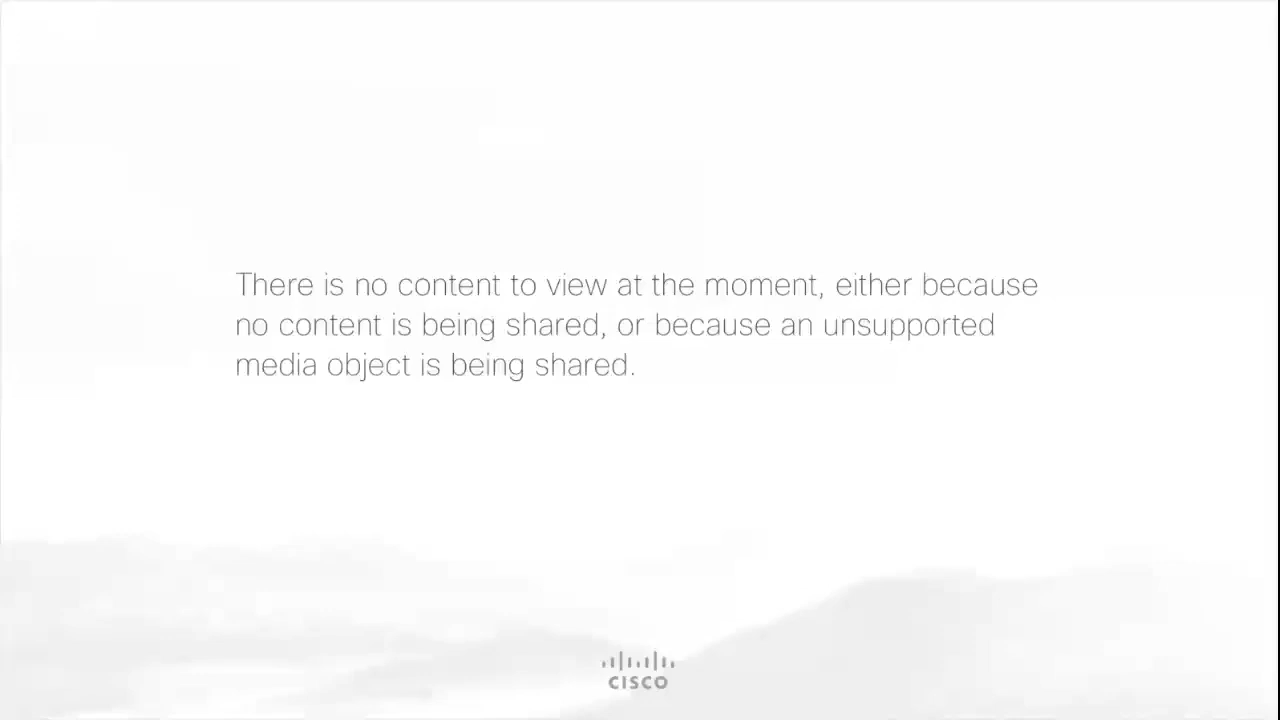 There is no content to view at the moment, either because
no content is being shared, or because an unsupported
media object is being shared.
CISCO